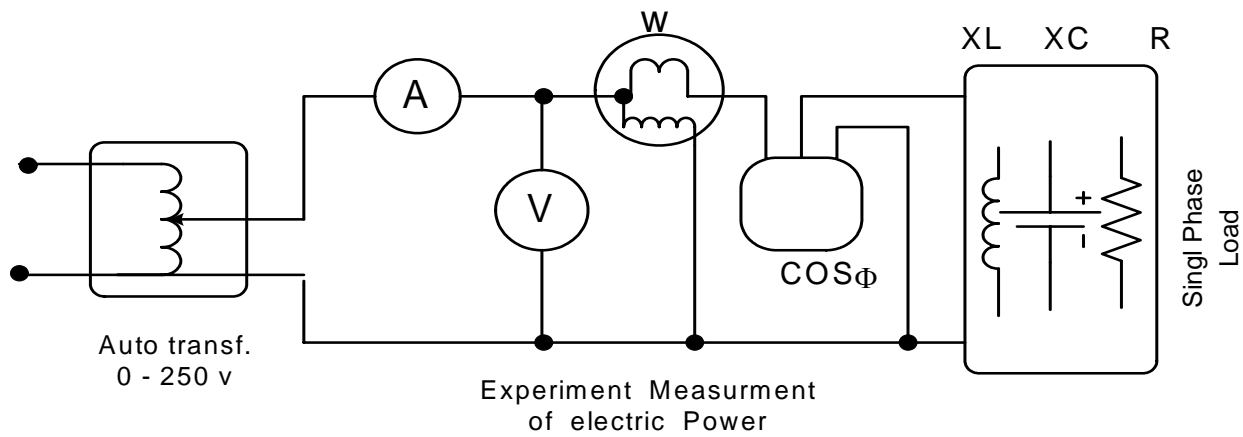 W
XL XC R
A
V
COSΦ
+
−
Singl Phase
Load
Auto transf.
0 - 250 v
Experiment Measurment
of electric Power